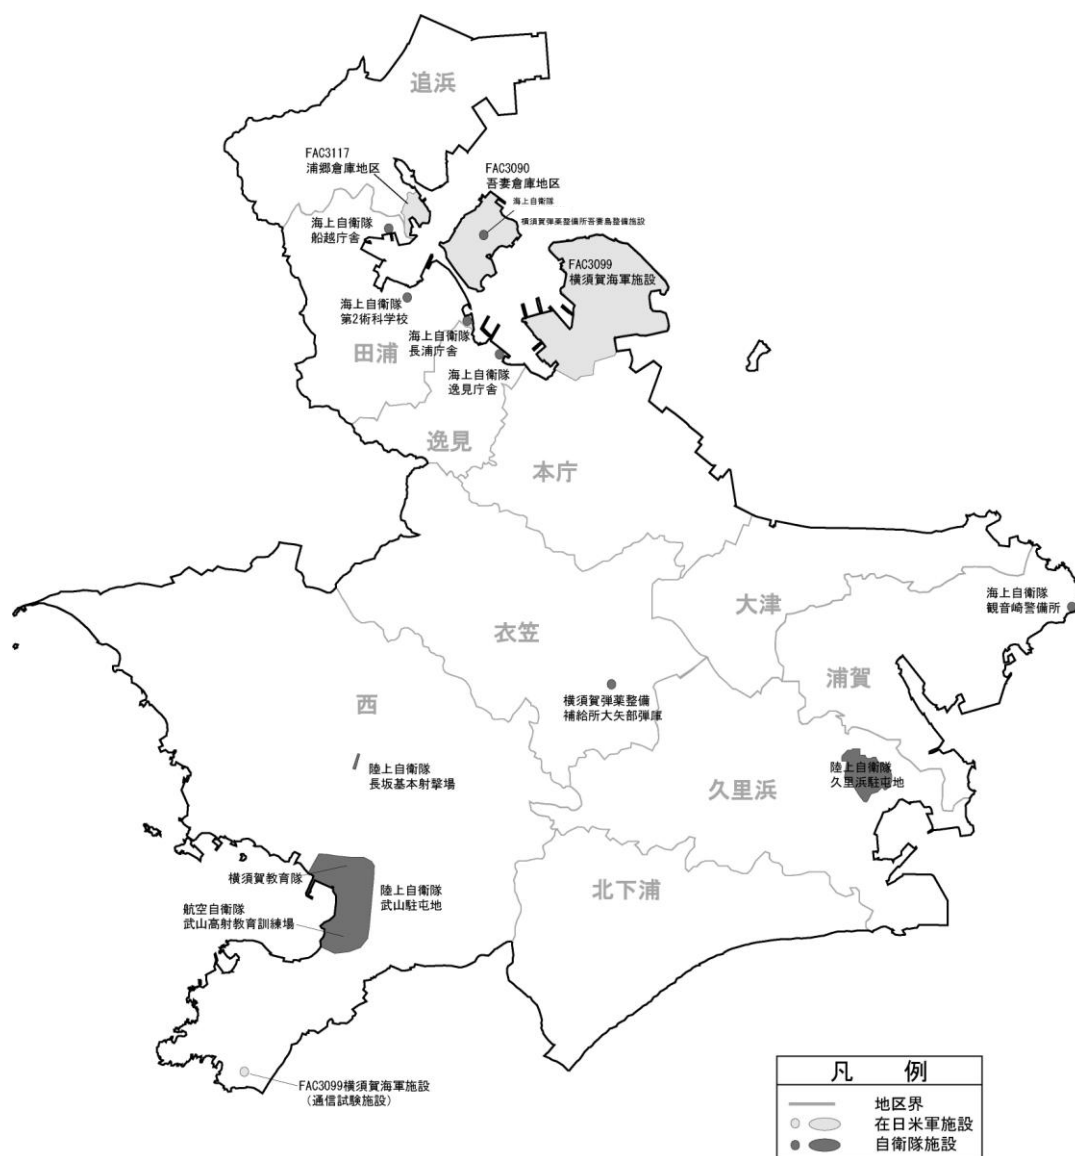 追浜
FAC3117
浦郷倉庫地区
FAC3090
吾妻倉庫地区
海上自衛隊
横須賀弾薬整備所吾妻島整備施設
海上自衛隊
船越庁舎
FAC3099
横須賀海軍施設
海上自衛隊
第2術科学校
田浦
海上自衛隊
長浦庁舎
海上自衛隊
逸見庁舎
逸見
本庁
大津
海上自衛隊
観音崎警備所
衣笠
浦賀
西
横須賀弾薬整備
補給所大矢部弾庫
陸上自衛隊
長坂基本射撃場
久里浜
陸上自衛隊
久里浜駐屯地
横須賀教育隊
陸上自衛隊
武山駐屯地
北下浦
航空自衛隊
武山高射教育訓練場
FAC3099横須賀海軍施設
(通信試験施設)
凡 例
地区界
在日米軍施設
自衛隊施設